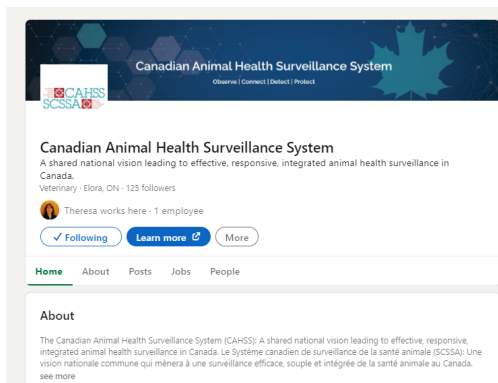 Canadian Animal Health Surveillance System
Observe | Connect | Detect | Protect
CAHSS
SCSSA
Canadian Animal Health Surveillance System
A shared national vision leading to effective, responsive, integrated animal health surveillance in
Canada.
Veterinary · Elora, ON · 125 followers
Theresa works here · 1 employee
✓ Following Learn more More
Home About Posts Jobs People
About
The Canadian Animal Health Surveillance System (CAHSS): A shared national vision leading to effective, responsive,
integrated animal health surveillance in Canada. Le Système canadien de surveillance de la santé animale (SCSSA): Une
vision nationale commune qui mènera à une surveillance efficace, souple et intégrée de la santé animale au Canada.
see more